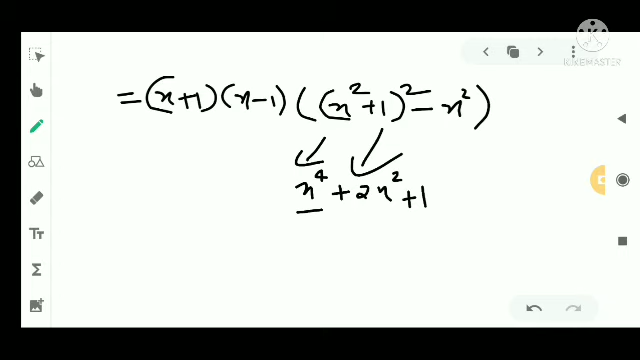 = (x+1)(x-1)((x²+1)²-x²)
x⁴+2x²+1
KINEMASTER